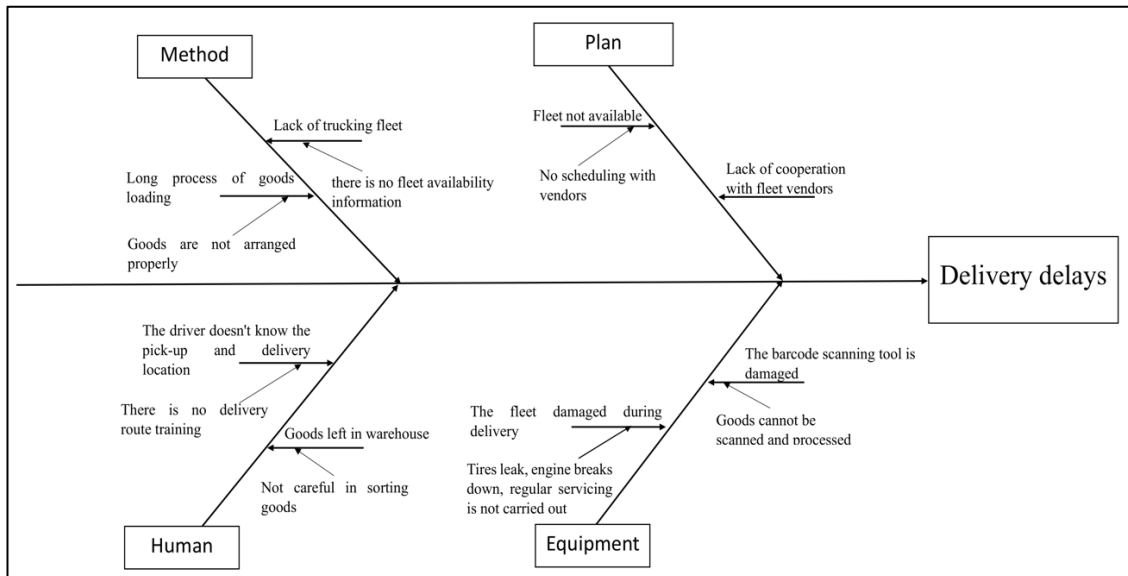 Method
Plan
Lack of trucking fleet
Fleet not available
Long process of goods
loading
there is no fleet availability
information
No scheduling with
vendors
Lack of cooperation
with fleet vendors
Goods are not arranged
properly
Delivery delays
The driver doesn't know the
pick-up and delivery
location
The barcode scanning tool is
damaged
There is no delivery
route training
Goods left in warehouse
The fleet damaged during
delivery
Goods cannot be
scanned and processed
Not careful in sorting
goods
Tires leak, engine breaks
down, regular servicing
is not carried out
Human
Equipment